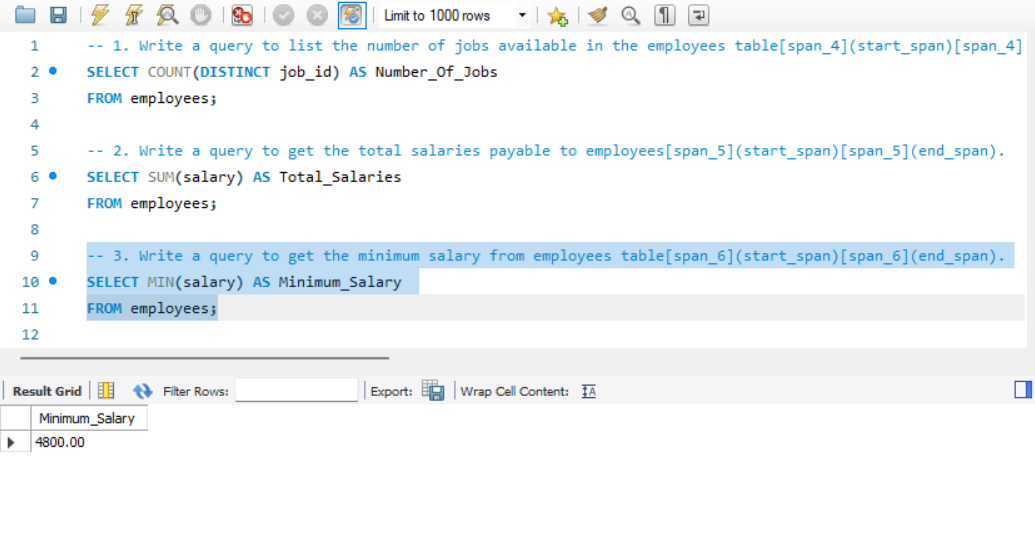 Limit to 1000 rows
1 -- 1. Write a query to list the number of jobs available in the employees table[span_4](start_span)[span_4]
2 SELECT COUNT(DISTINCT job_id) AS Number_Of_Jobs
3 FROM employees;
4
5 -- 2. Write a query to get the total salaries payable to employees[span_5](start_span)[span_5](end_span).
6 SELECT SUM(salary) AS Total_Salaries
7 FROM employees;
8
9 -- 3. Write a query to get the minimum salary from employees table[span_6](start_span)[span_6](end_span).
10 SELECT MIN(salary) AS Minimum_Salary
11 FROM employees;
12
Result Grid Filter Rows: Export: Wrap Cell Content:
Minimum_Salary
4800.00